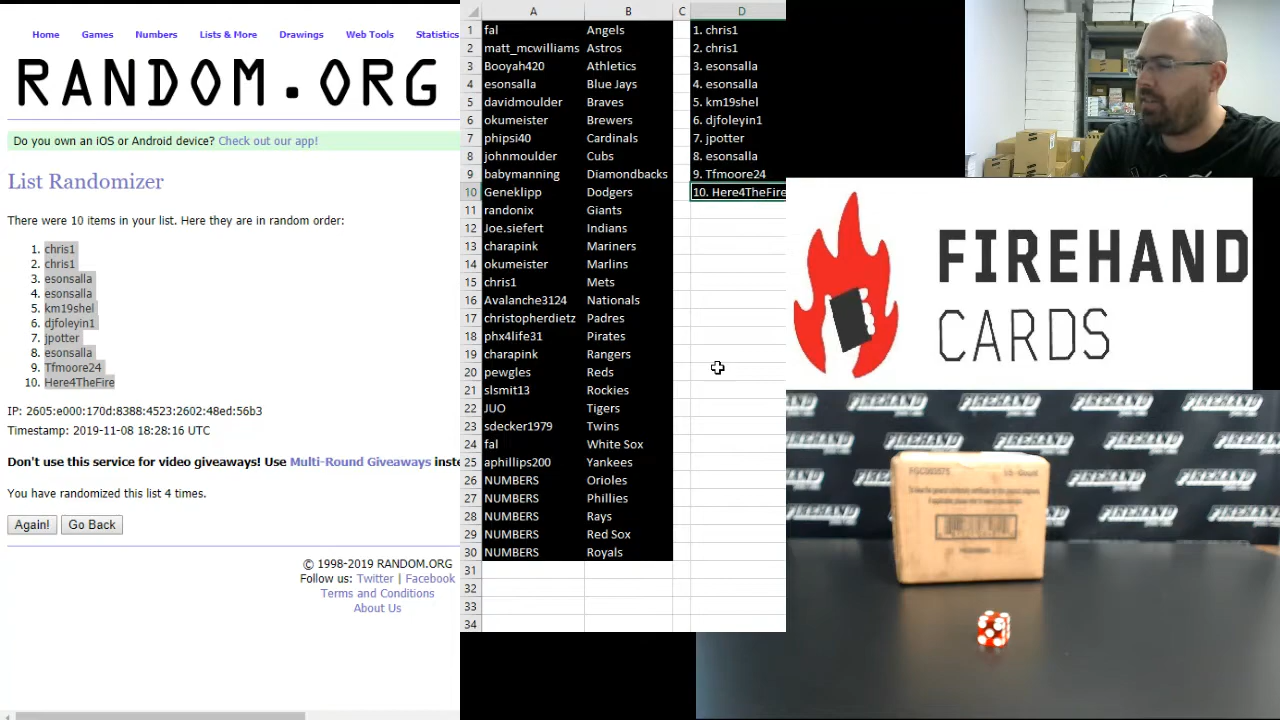 Home Games Numbers Lists & More Drawings Web Tools Statistics
RANDOM.ORG
Do you own an iOS or Android device? Check out our app!
List Randomizer
There were 10 items in your list. Here they are in random order:
1. chris1
2. chris1
3. esonsalla
4. esonsalla
5. km19shel
6. djfoleyin1
7. jpotter
8. esonsalla
9. Tfmoore24
10. Here4TheFire
IP: 2605:e000:170d:8388:4523:2602:48ed:56b3
Timestamp: 2019-11-08 18:28:16 UTC
Don't use this service for video giveaways! Use Multi-Round Giveaways inste
You have randomized this list 4 times.
Again! Go Back
© 1998-2019 RANDOM.ORG
Follow us: Twitter | Facebook
Terms and Conditions
About Us
A B C D
1 fal Angels 1. chris1
2 matt_mcwilliams Astros 2. chris1
3 Booyah420 Athletics 3. esonsalla
4 esonsalla Blue Jays 4. esonsalla
5 davidmoulder Braves 5. km19shel
6 okumeister Brewers 6. djfoleyin1
7 phipsi40 Cardinals 7. jpotter
8 johnmoulder Cubs 8. esonsalla
9 babymanning Diamondbacks 9. Tfmoore24
10 Geneklipp Dodgers 10. Here4TheFire
11 randonix Giants
12 Joe.siefert Indians
13 charapink Mariners
14 okumeister Marlins
15 chris1 Mets
16 Avalanche3124 Nationals
17 christopherdietz Padres
18 phx4life31 Pirates
19 charapink Rangers
20 pewgles Reds
21 slsmit13 Rockies
22 JUO Tigers
23 sdecker1979 Twins
24 fal White Sox
25 aphillips200 Yankees
26 NUMBERS Orioles
27 NUMBERS Phillies
28 NUMBERS Rays
29 NUMBERS Red Sox
30 NUMBERS Royals
31
32
33
34
FIREHAND
CARDS
FIREHAND FIREHAND FIREHAND FIREHAND